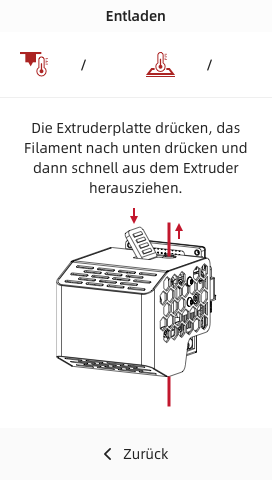 Entladen
/ /
Die Extruderplatte drücken, das
Filament nach unten drücken und
dann schnell aus dem Extruder
herausziehen.
Zurück